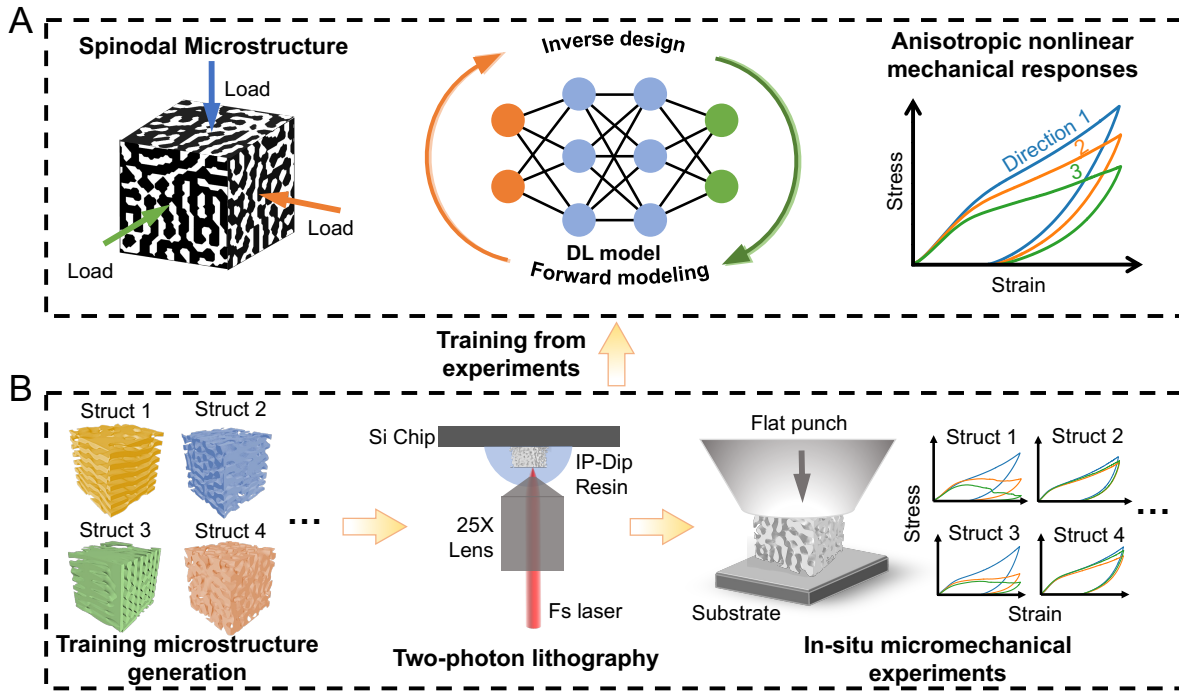 A
Spinodal Microstructure
Load
Load
Load
Inverse design
DL model
Forward modeling
Anisotropic nonlinear
mechanical responses
Stress
Direction 1
2
3
Strain
Training from
experiments
B
Struct 1
Struct 2
Struct 3
Struct 4
...
Training microstructure
generation
Si Chip
IP-Dip
Resin
25X
Lens
Fs laser
Two-photon lithography
Flat punch
Substrate
Stress
Struct 1
Struct 2
Struct 3
Struct 4
...
Strain
In-situ micromechanical
experiments